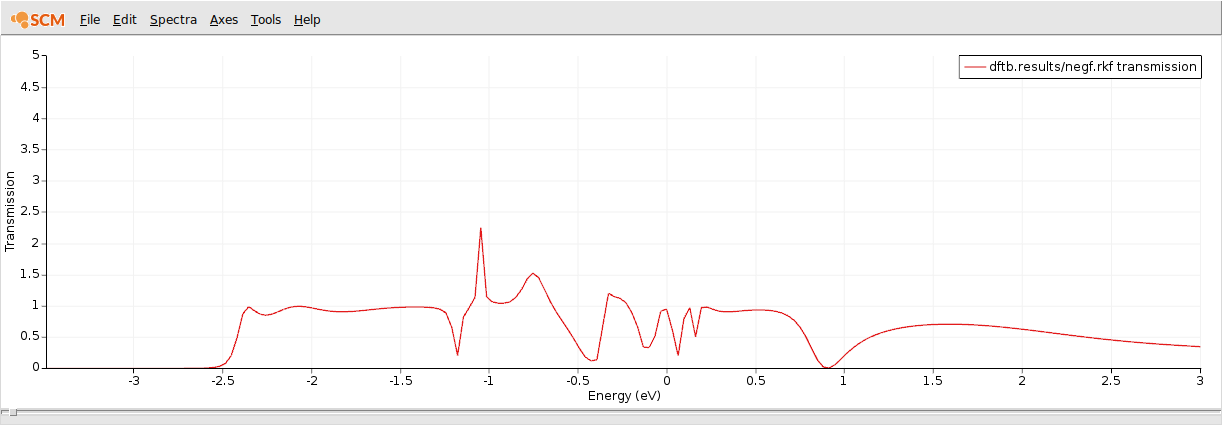 SCM File Edit Spectra Axes Tools Help
dftb.results/negf.rkf transmission
5
4.5
4
3.5
3
2.5
2
1.5
1
0.5
0
Transmission
-3 -2.5 -2 -1.5 -1 -0.5 0 0.5 1 1.5 2 2.5 3
Energy (eV)